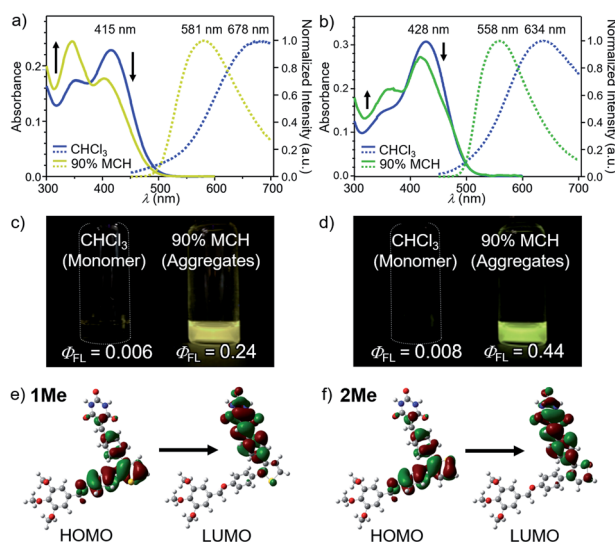 a)
415 nm
581 nm 678 nm
Absorbance
0.2
0.1
0.0
1.0
0.8
0.6
0.4
0.2
0.0
Normalized Intensity (a.u.)
CHCl3
90% MCH
300 400 500 600 700
λ (nm)
b)
428 nm
558 nm 634 nm
Absorbance
0.3
0.2
0.1
0.0
1.0
0.8
0.6
0.4
0.2
0.0
Normalized Intensity (a.u.)
CHCl3
90% MCH
300 400 500 600 700
λ (nm)
c)
CHCl3
(Monomer)
90% MCH
(Aggregates)
ΦFL = 0.006
ΦFL = 0.24
d)
CHCl3
(Monomer)
90% MCH
(Aggregates)
ΦFL = 0.008
ΦFL = 0.44
e) 1Me
HOMO
LUMO
f) 2Me
HOMO
LUMO